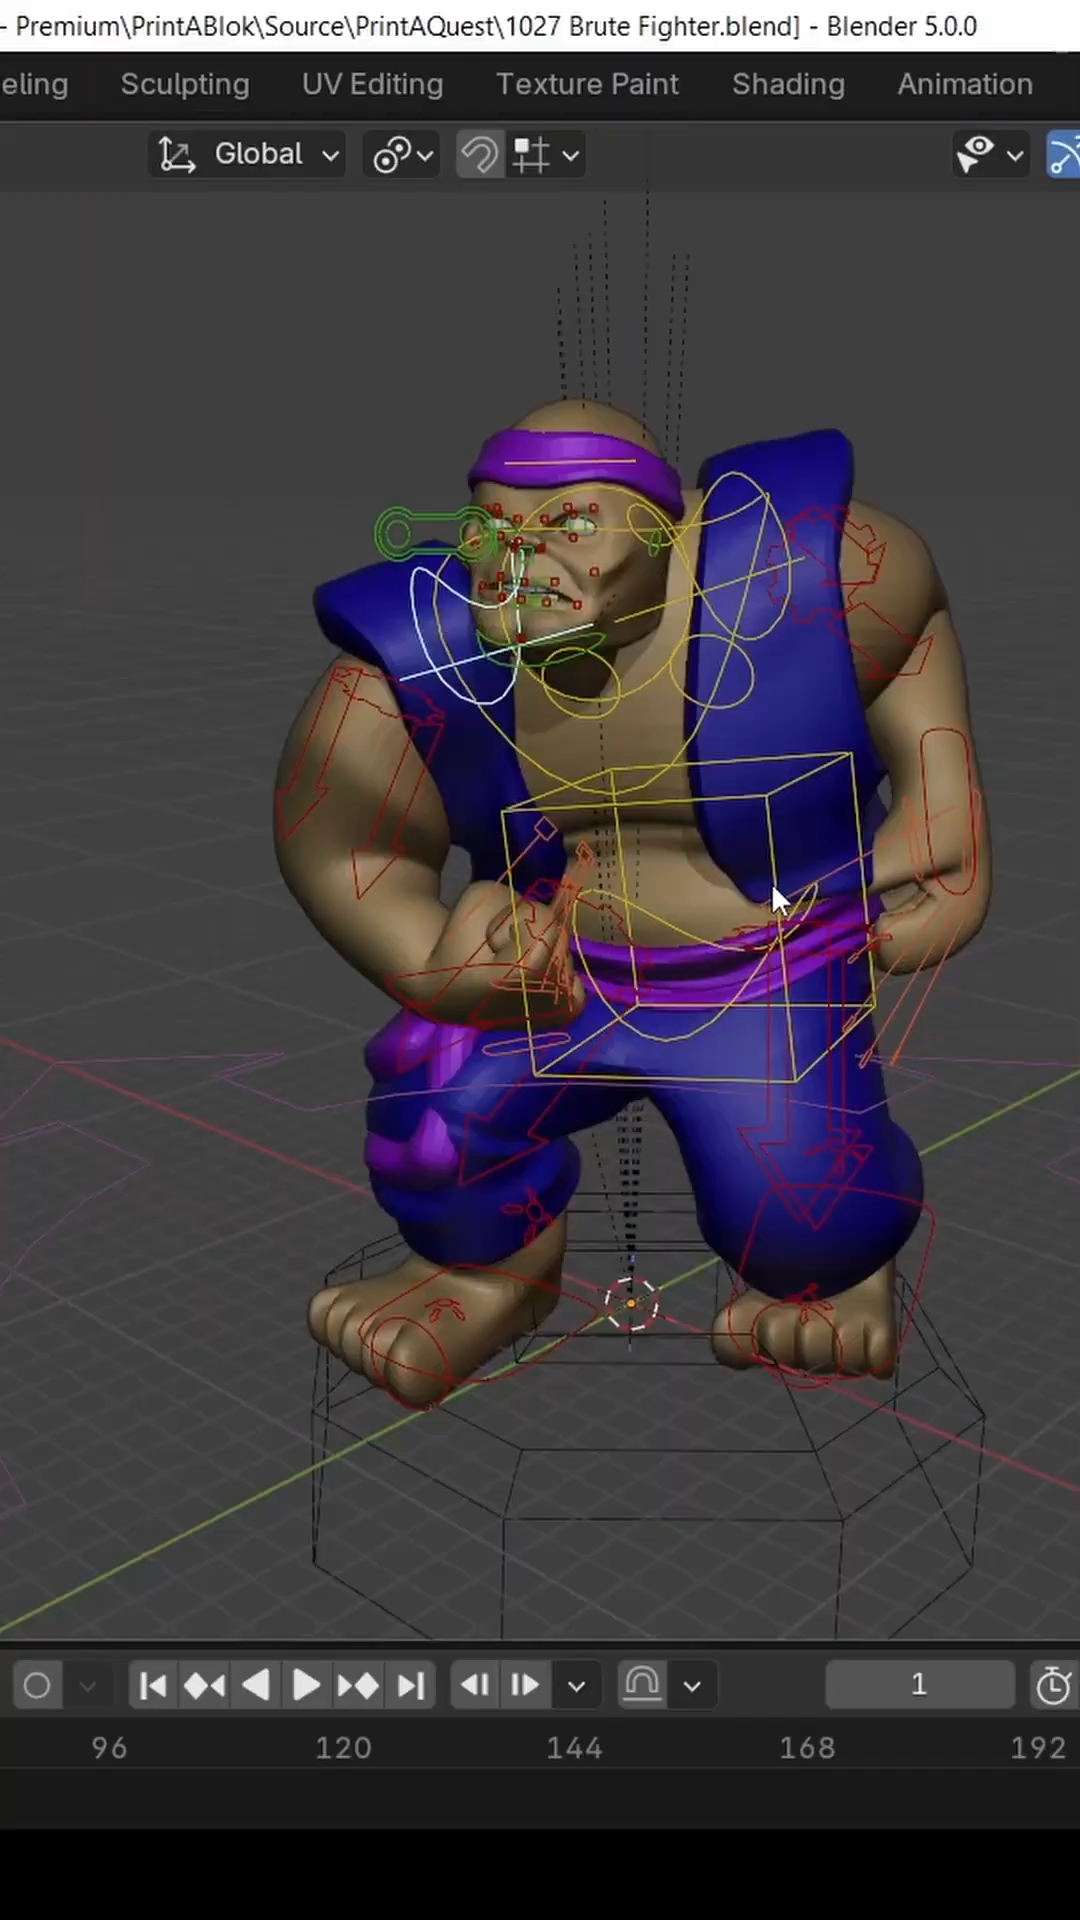 - Premium\PrintABlok\Source\PrintAQuest\1027 Brute Fighter.blend] - Blender 5.0.0
eling Sculpting UV Editing Texture Paint Shading Animation
Global
1
96 120 144 168 192